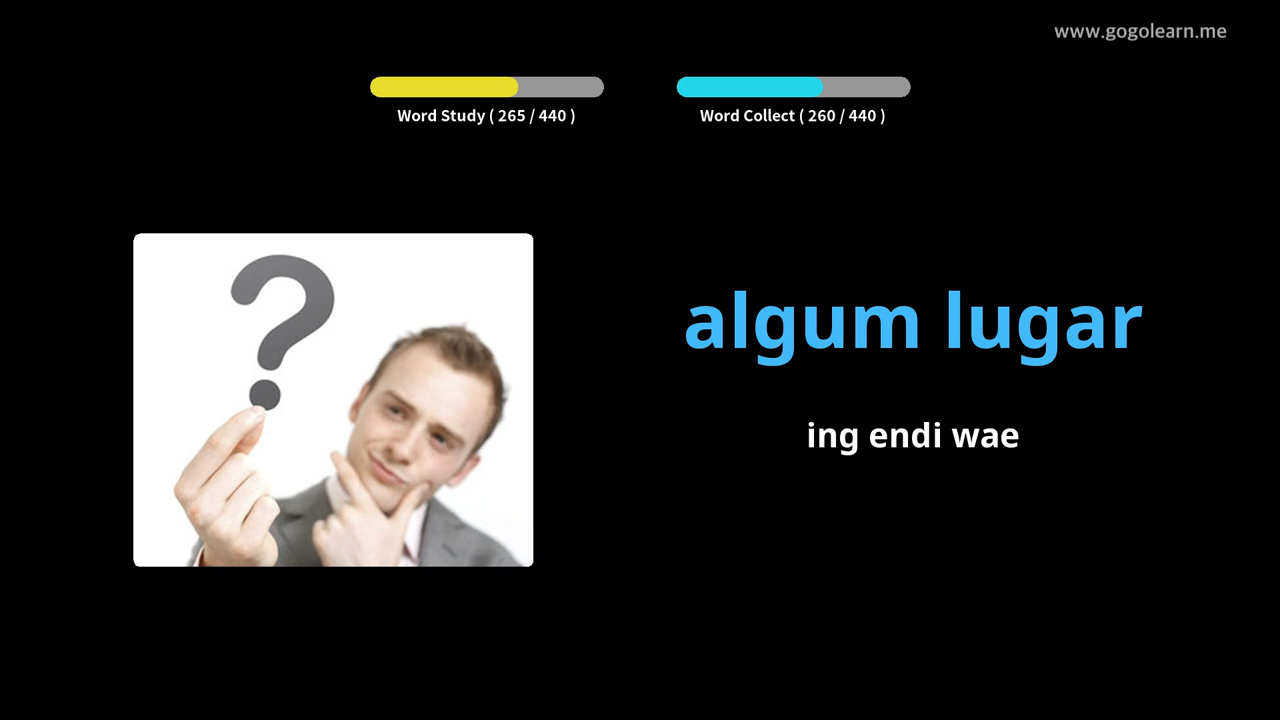 www.gogolearn.me
Word Study ( 265 / 440 )
Word Collect ( 260 / 440 )
algum lugar
ing endi wae